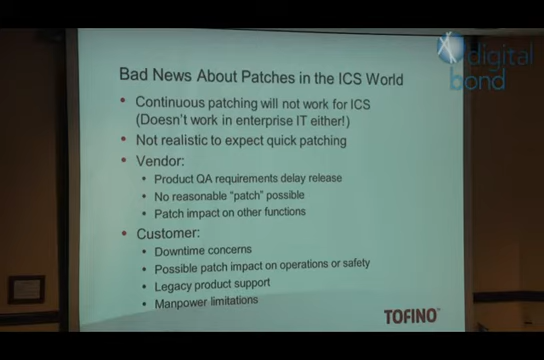 digital
bond
Bad News About Patches in the ICS World
• Continuous patching will not work for ICS
(Doesn't work in enterprise IT either!)
• Not realistic to expect quick patching
• Vendor:
• Product QA requirements delay release
• No reasonable "patch" possible
• Patch impact on other functions
• Customer:
• Downtime concerns
• Possible patch impact on operations or safety
• Legacy product support
• Manpower limitations
TOFINO™